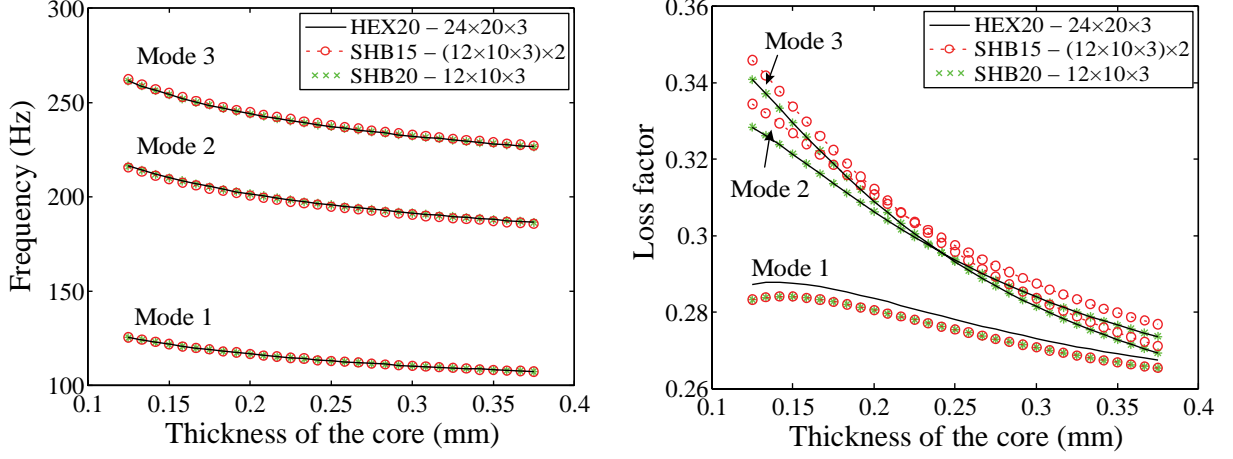 300
250
200
150
100
0.1
0.15
0.2
0.25
0.3
0.35
0.4
Frequency (Hz)
Thickness of the core (mm)
HEX20 − 24×20×3
SHB15 − (12×10×3)×2
SHB20 − 12×10×3
Mode 3
Mode 2
Mode 1
0.36
0.34
0.32
0.3
0.28
0.26
0.1
0.15
0.2
0.25
0.3
0.35
0.4
Loss factor
Thickness of the core (mm)
HEX20 − 24×20×3
SHB15 − (12×10×3)×2
SHB20 − 12×10×3
Mode 3
Mode 2
Mode 1